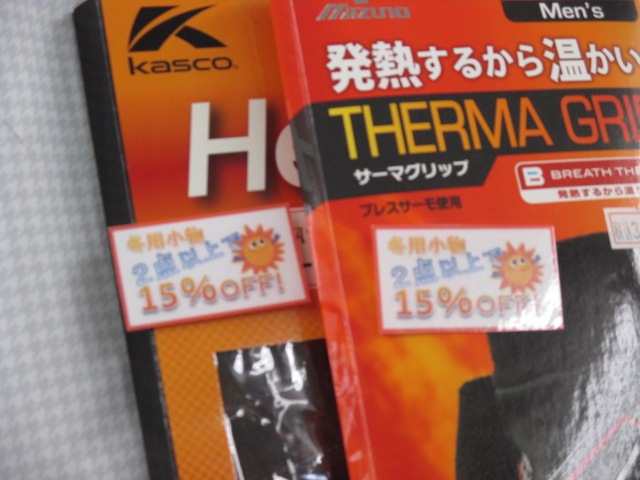 Kasco
冬用小物
2点以上で
15%OFF!
MIZUNO
Men's
発熱するから温かい
THERMA GRI
サーマグリップ
B BREATH THE
発熱するから温
ブレスサーモ使用
冬用小物
2点以上で
15%OFF!